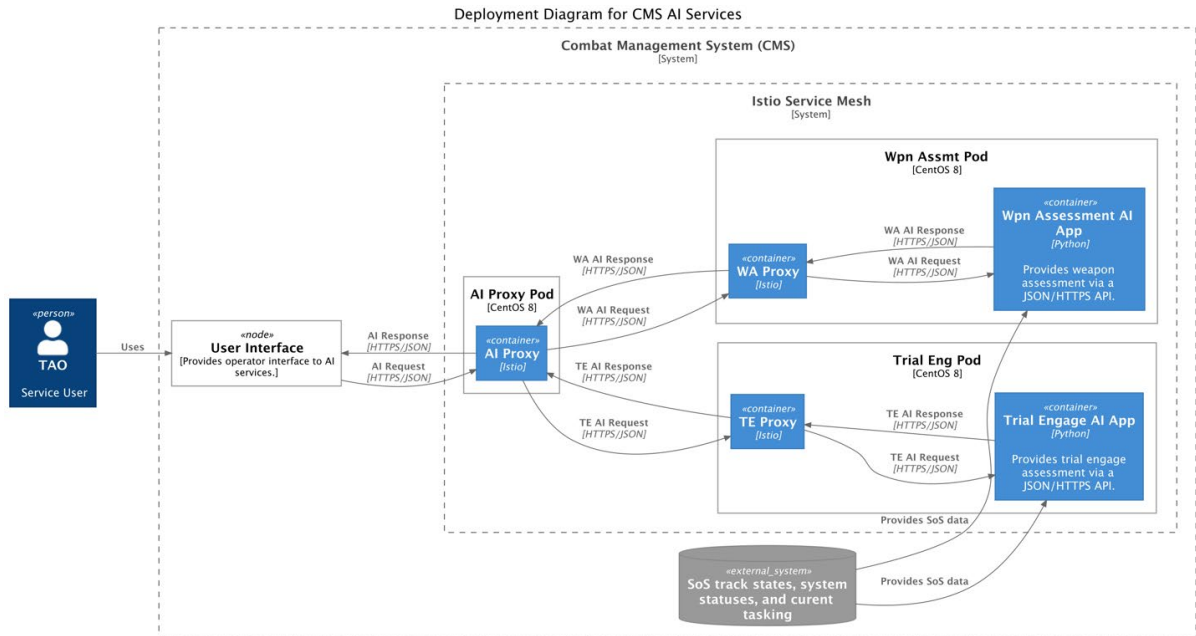 Deployment Diagram for CMS AI Services
Combat Management System (CMS)
[System]
Istio Service Mesh
[System]
Wpn Assmt Pod
[CentOS 8]
«container»
Wpn Assessment AI
App
[Python]
Provides weapon
assessment via a
JSON/HTTPS API.
WA AI Response
[HTTPS/JSON]
WA AI Request
[HTTPS/JSON]
«container»
WA Proxy
[Istio]
WA AI Response
[HTTPS/JSON]
WA AI Request
[HTTPS/JSON]
AI Proxy Pod
[CentOS 8]
«container»
AI Proxy
[Istio]
«person»
TAO
Service User
Uses
«node»
User Interface
[Provides operator interface to AI
services.]
AI Response
[HTTPS/JSON]
AI Request
[HTTPS/JSON]
TE AI Response
[HTTPS/JSON]
TE AI Request
[HTTPS/JSON]
Trial Eng Pod
[CentOS 8]
«container»
TE Proxy
[Istio]
TE AI Response
[HTTPS/JSON]
TE AI Request
[HTTPS/JSON]
«container»
Trial Engage AI App
[Python]
Provides trial engage
assessment via a
JSON/HTTPS API.
Provides SoS data
Provides SoS data
«external_system»
SoS track states, system
statuses, and curent
tasking